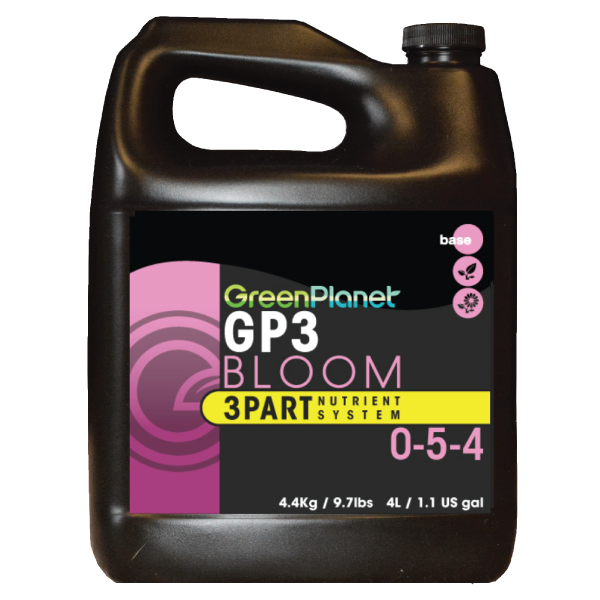 base
GreenPlanet
GP3
BLOOM
3PART NUTRIENT SYSTEM
0-5-4
4.4Kg / 9.7lbs 4L / 1.1 US gal